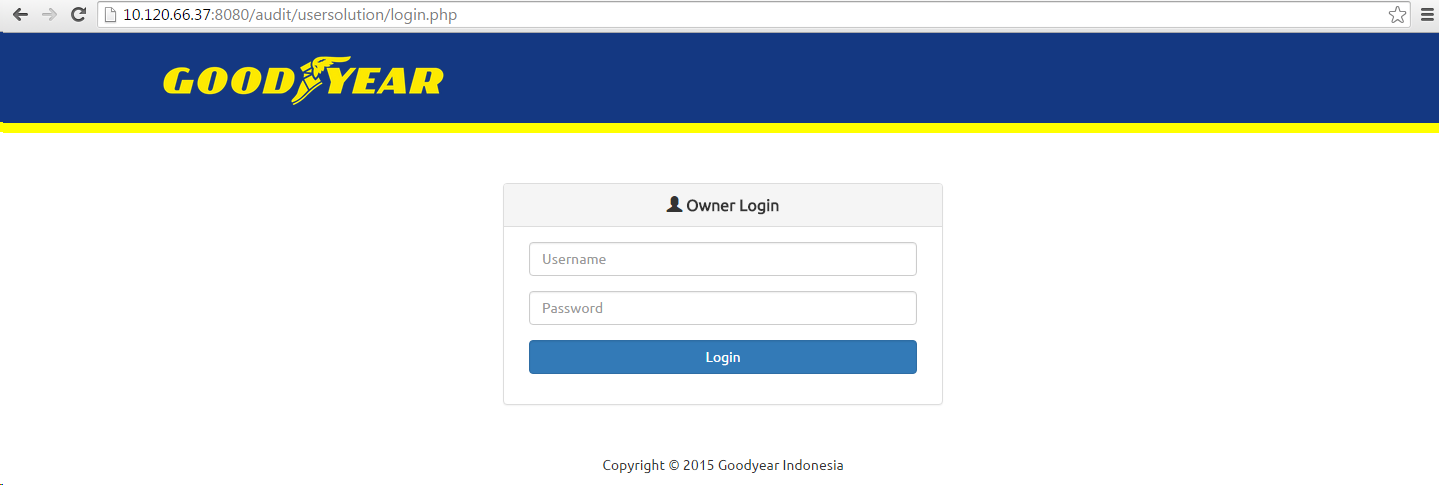 10.120.66.37:8080/audit/usersolution/login.php
GOODYEAR
Owner Login
Username
Password
Login
Copyright © 2015 Goodyear Indonesia